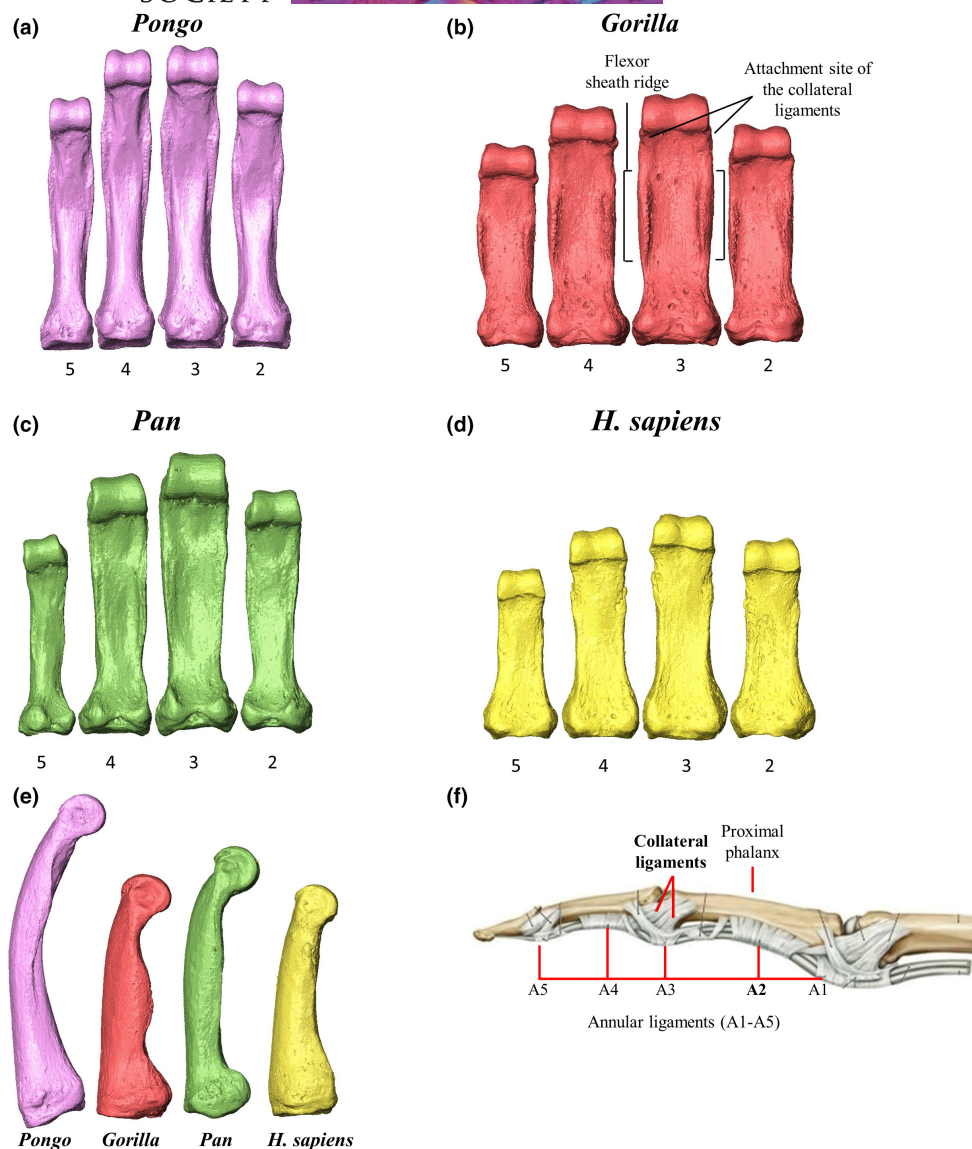 SOCIETY
(a)
Pongo
5 4 3 2
(b)
Gorilla
Flexor
sheath ridge
Attachment site of
the collateral
ligaments
5 4 3 2
(c)
Pan
5 4 3 2
(d)
H. sapiens
5 4 3 2
(e)
Pongo Gorilla Pan H. sapiens
(f)
Collateral
ligaments
Proximal
phalanx
A5 A4 A3 A2 A1
Annular ligaments (A1-A5)